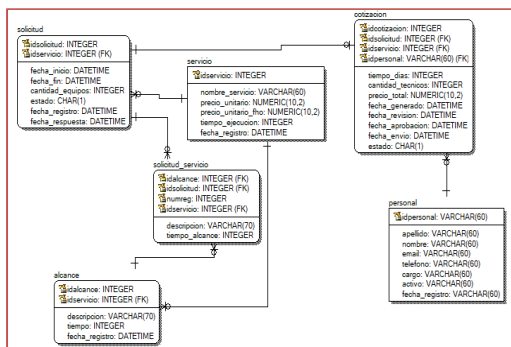 solicitud
idsolicitud: INTEGER
idservicio: INTEGER (FK)
fecha_inicio: DATETIME
fecha_fin: DATETIME
cantidad_equipos: INTEGER
estado: CHAR(1)
fecha_registro: DATETIME
fecha_respuesta: DATETIME
servicio
idservicio: INTEGER
nombre_servicio: VARCHAR(60)
precio_unitario: NUMERIC(10,2)
precio_unitario_fho: NUMERIC(10,2)
tiempo_ejecucion: INTEGER
fecha_registro: DATETIME
cotizacion
idcotizacion: INTEGER
idsolicitud: INTEGER (FK)
idservicio: INTEGER (FK)
idpersonal: VARCHAR(60) (FK)
tiempo_dias: INTEGER
cantidad_tecnicos: INTEGER
precio_total: NUMERIC(10,2)
fecha_generado: DATETIME
fecha_revision: DATETIME
fecha_aprobacion: DATETIME
fecha_envio: DATETIME
estado: CHAR(1)
solicitud_servicio
idalcance: INTEGER (FK)
idsolicitud: INTEGER (FK)
numreg: INTEGER
idservicio: INTEGER (FK)
descripcion: VARCHAR(70)
tiempo_alcance: INTEGER
personal
idpersonal: VARCHAR(60)
apellido: VARCHAR(60)
nombre: VARCHAR(60)
email: VARCHAR(60)
telefono: VARCHAR(60)
cargo: VARCHAR(60)
activo: VARCHAR(60)
fecha_registro: VARCHAR(60)
alcance
idalcance: INTEGER
idservicio: INTEGER (FK)
descripcion: VARCHAR(70)
tiempo: INTEGER
fecha_registro: DATETIME